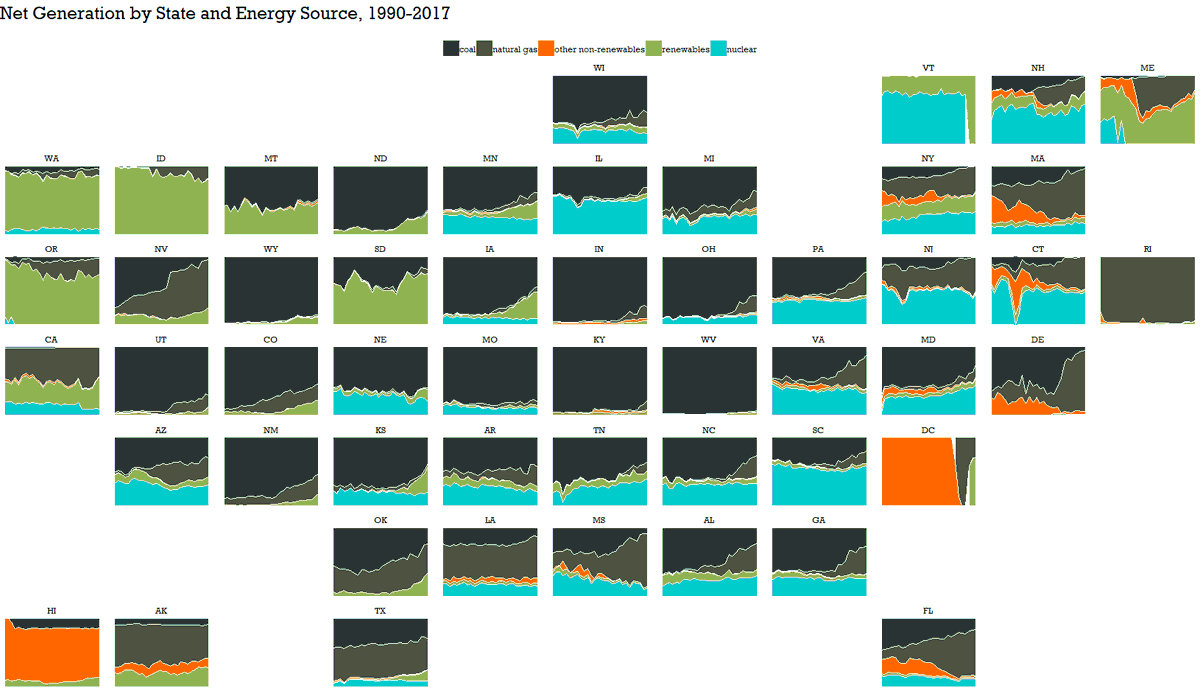 Net Generation by State and Energy Source, 1990-2017
coal natural gas other non-renewables renewables nuclear
WI VT NH ME
WA ID MT ND MN IL MI NY MA
OR NV WY SD IA IN OH PA NJ CT RI
CA UT CO NE MO KY WV VA MD DE
AZ NM KS AR TN NC SC DC
OK LA MS AL GA
HI AK TX FL